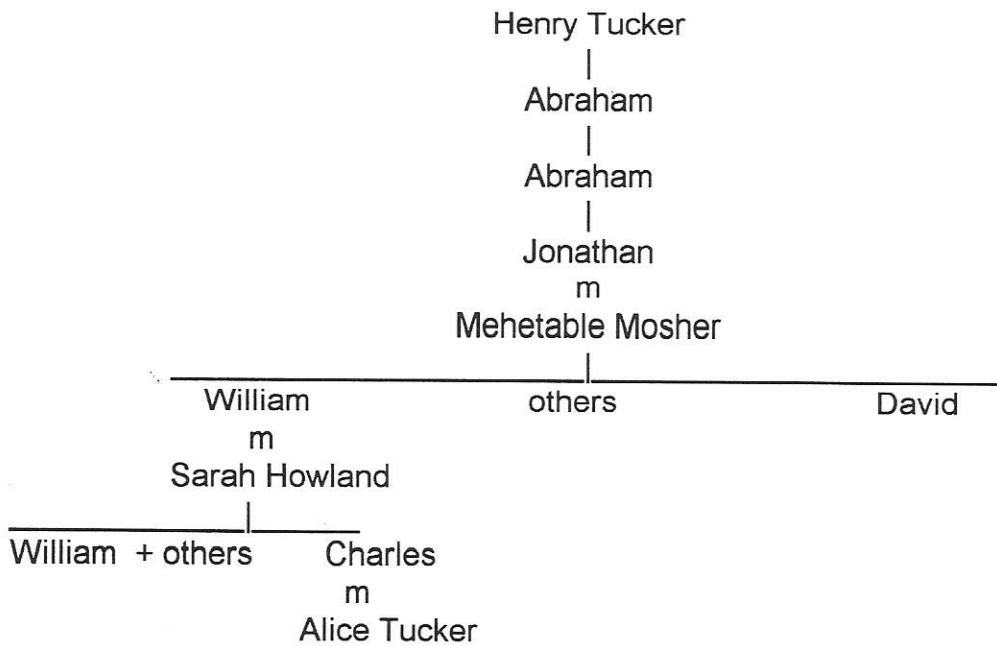 Henry Tucker
Abraham
Abraham
Jonathan
m
Mehetable Mosher
William others David
m
Sarah Howland
William + others Charles
m
Alice Tucker